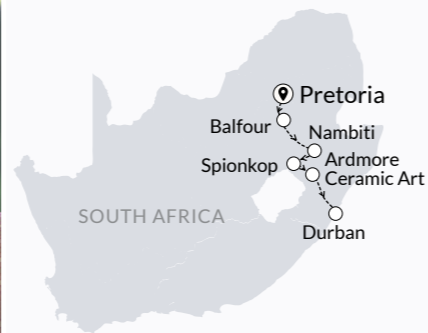 Pretoria
Balfour
Nambiti
Spionkop
Ardmore
Ceramic Art
SOUTH AFRICA
Durban